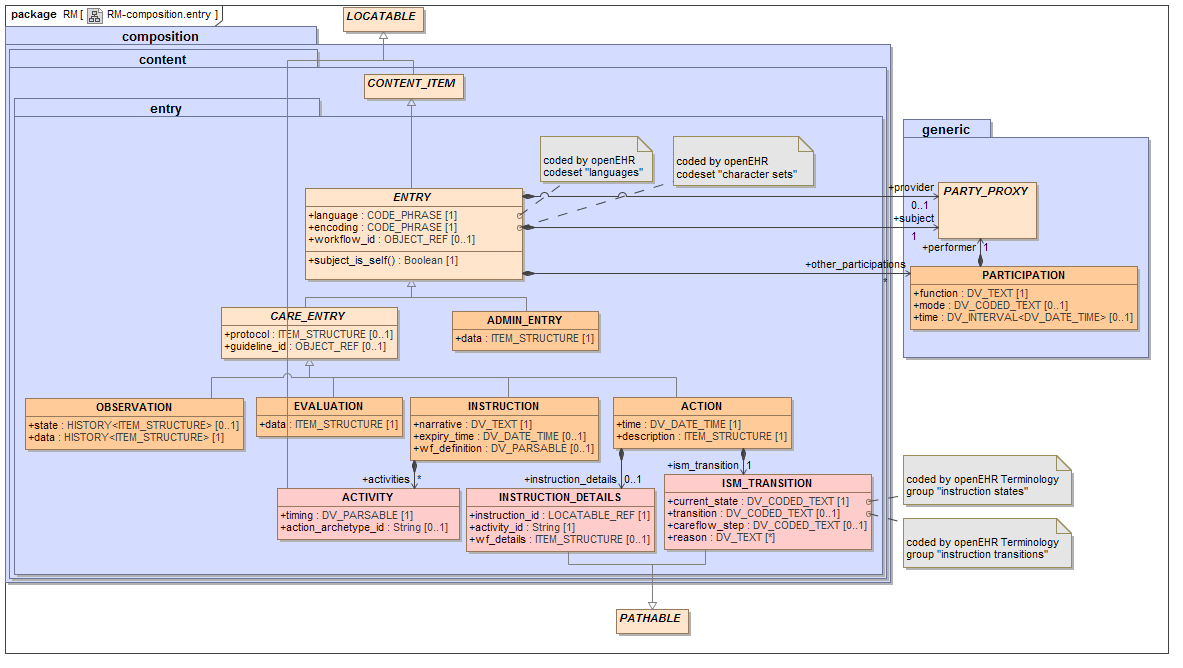 package RM [ RM-composition.entry ]
LOCATABLE
composition
content
CONTENT_ITEM
entry
generic
coded by openEHR
codeset "languages"
coded by openEHR
codeset "character sets"
ENTRY
+language : CODE_PHRASE [1]
+encoding : CODE_PHRASE [1]
+workflow_id : OBJECT_REF [0..1]
+subject_is_self() : Boolean [1]
+provider
0..1
+subject
1
PARTY_PROXY
+performer
1
+other_participations
*
PARTICIPATION
+function : DV_TEXT [1]
+mode : DV_CODED_TEXT [0..1]
+time : DV_INTERVAL<DV_DATE_TIME> [0..1]
CARE_ENTRY
+protocol : ITEM_STRUCTURE [0..1]
+guideline_id : OBJECT_REF [0..1]
ADMIN_ENTRY
+data : ITEM_STRUCTURE [1]
OBSERVATION
+state : HISTORY<ITEM_STRUCTURE> [0..1]
+data : HISTORY<ITEM_STRUCTURE> [1]
EVALUATION
+data : ITEM_STRUCTURE [1]
INSTRUCTION
+narrative : DV_TEXT [1]
+expiry_time : DV_DATE_TIME [0..1]
+wf_definition : DV_PARSABLE [0..1]
ACTION
+time : DV_DATE_TIME [1]
+description : ITEM_STRUCTURE [1]
+activities *
+instruction_details 0..1
+ism_transition 1
ACTIVITY
+timing : DV_PARSABLE [1]
+action_archetype_id : String [0..1]
INSTRUCTION_DETAILS
+instruction_id : LOCATABLE_REF [1]
+activity_id : String [1]
+wf_details : ITEM_STRUCTURE [0..1]
ISM_TRANSITION
+current_state : DV_CODED_TEXT [1]
+transition : DV_CODED_TEXT [0..1]
+careflow_step : DV_CODED_TEXT [0..1]
+reason : DV_TEXT [*]
coded by openEHR Terminology
group "instruction states"
coded by openEHR Terminology
group "instruction transitions"
PATHABLE